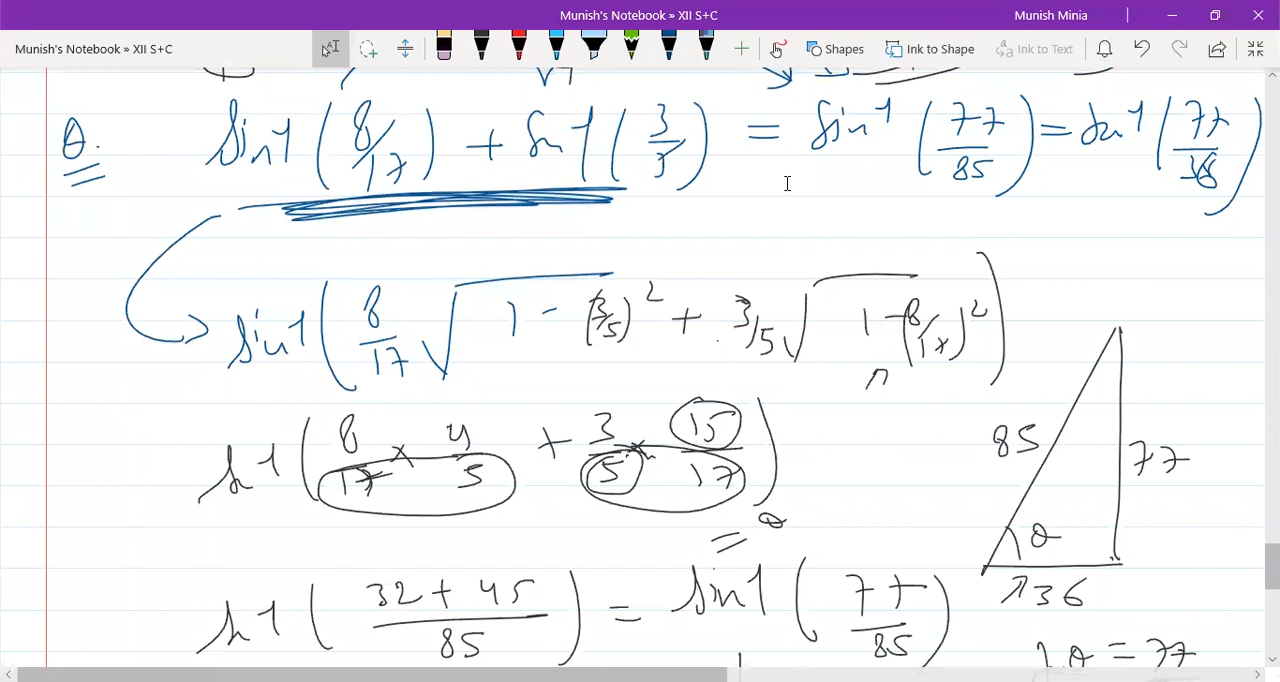 Munish's Notebook » XII S+C Munish Minia
Munish's Notebook » XII S+C Shapes Ink to Shape Ink to Text
Q. Sin⁻¹(8/17) + Sin⁻¹(3/5) = Sin⁻¹(77/85) = tan⁻¹(77/36)
Sin⁻¹(8/17 √(1 - (3/5)²) + 3/5 √(1 - (8/17)²))
S⁻¹(8/17 × 4/5 + 3/5 × 15/17)
= θ
85 77
θ
36
S⁻¹((32 + 45)/85) = Sin⁻¹(77/85)
θ = 77